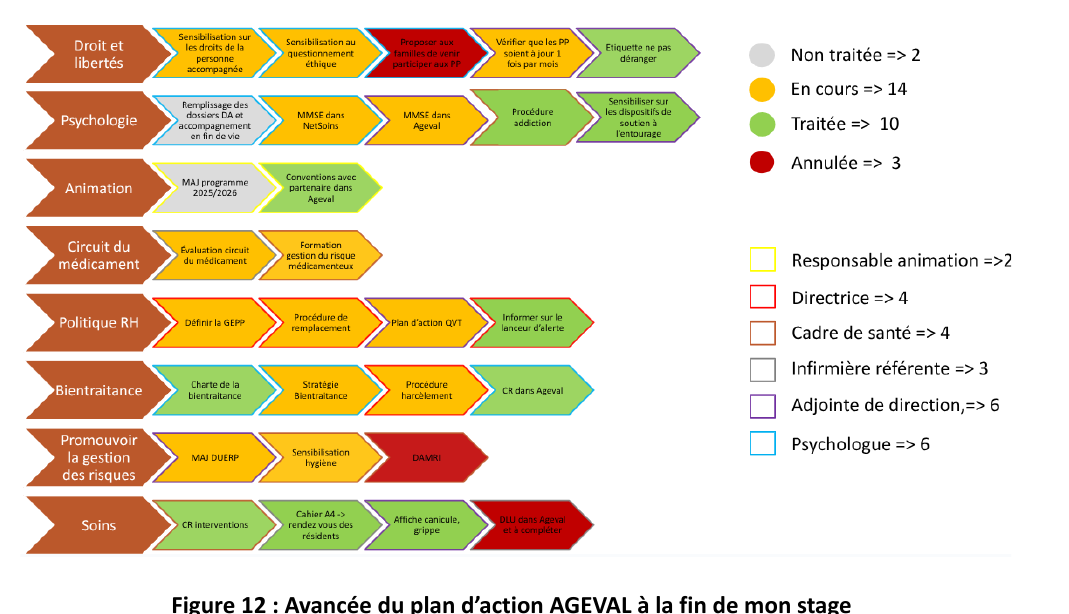 Droit et
libertés
Sensibilisation sur
les droits de la
personne
accompagnée
Sensibilisation au
questionnement
éthique
Proposer aux
familles de venir
participer aux PP
Vérifier que les PP
soient à jour 1
fois par mois
Etiquette ne pas
déranger
Psychologie
Remplissage des
dossiers DA et
accompagnement
en fin de vie
MMSE dans
NetSoins
MMSE dans
Ageval
Procédure
addiction
Sensibiliser sur
les dispositifs de
soution à
l'entourage
Animation
MAJ programme
2025/2026
Conventions avec
partenaire dans
Ageval
Circuit du
médicament
Évaluation circuit
du médicament
Formation
gestion du risque
médicamenteux
Politique RH
Définir la GEPP
Procédure de
remplacement
Plan d'action QVT
Informer sur le
lanceur d'alerte
Bientraitance
Charte de la
bientraitance
Stratégie
Bientraitance
Procédure
harcèlement
CR dans Ageval
Promouvoir
la gestion
des risques
MAJ DUERP
Sensibilisation
hygiène
DAMRI
Soins
CR interventions
Cahier A4 ->
rendez vous des
résidents
Affiche canicule,
grippe
DLU dans Ageval
et a compléter
Non traitée => 2
En cours => 14
Traitée => 10
Annulée => 3
Responsable animation =>2
Directrice => 4
Cadre de santé => 4
Infirmière référente => 3
Adjointe de direction,=> 6
Psychologue => 6
Figure 12 : Avancée du plan d'action AGEVAL à la fin de mon stage